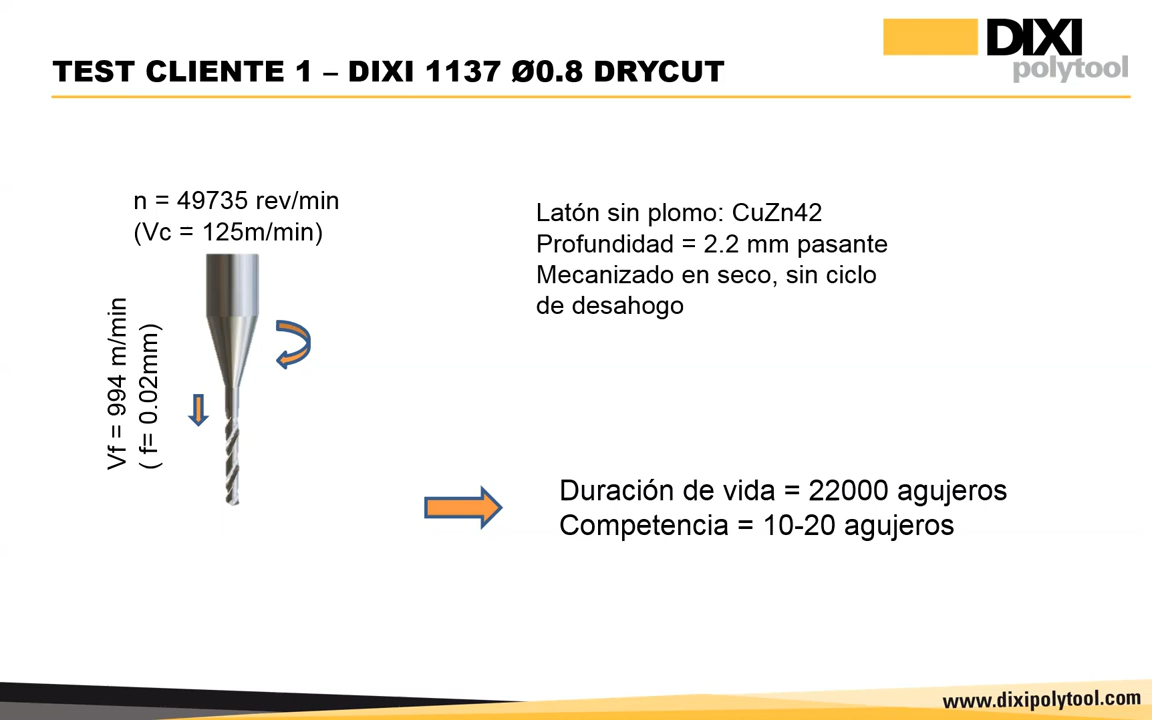 DIXI
polytool
TEST CLIENTE 1 – DIXI 1137 Ø0.8 DRYCUT
n = 49735 rev/min
(Vc = 125m/min)
Vf = 994 m/min
( f= 0.02mm)
Latón sin plomo: CuZn42
Profundidad = 2.2 mm pasante
Mecanizado en seco, sin ciclo
de desahogo
Duración de vida = 22000 agujeros
Competencia = 10-20 agujeros
www.dixipolytool.com